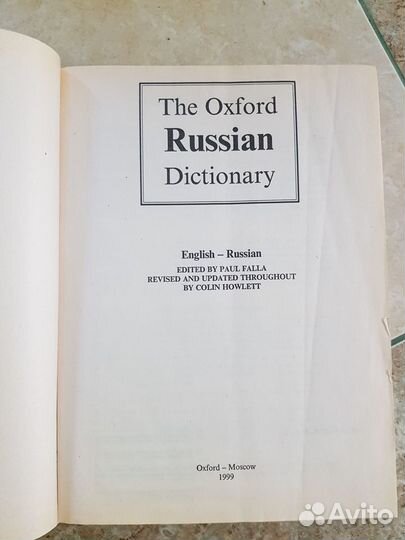 The Oxford
Russian
Dictionary
English – Russian
EDITED BY PAUL FALLA
REVISED AND UPDATED THROUGHOUT
BY COLIN HOWLETT
Oxford – Moscow
1999
Avito